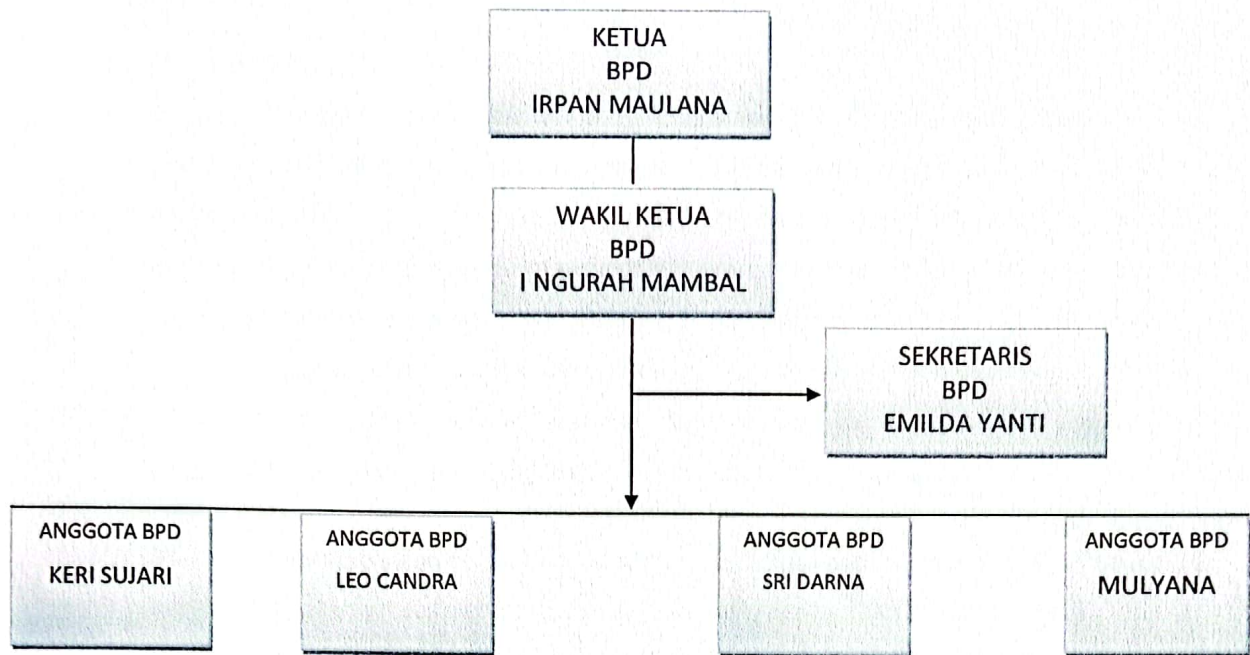 KETUA
BPD
IRPAN MAULANA
WAKIL KETUA
BPD
I NGURAH MAMBAL
SEKRETARIS
BPD
EMILDA YANTI
ANGGOTA BPD
KERI SUJARI
ANGGOTA BPD
LEO CANDRA
ANGGOTA BPD
SRI DARNA
ANGGOTA BPD
MULYANA